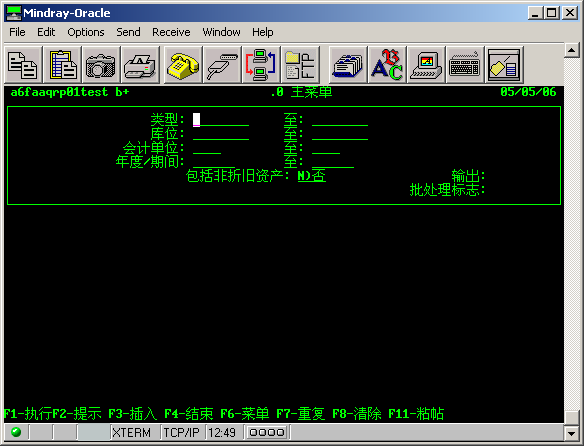 Mindray-Oracle
File Edit Options Send Receive Window Help
a6faaqrp01test b+ .0 主菜单 05/05/06
类型: 至:
库位: 至:
会计单位: 至:
年度/期间: 至:
包括非折旧资产: N)否 输出:
批处理标志:
F1-执行F2-提示 F3-插入 F4-结束 F6-菜单 F7-重复 F8-清除 F11-粘帖
XTERM TCP/IP 12:49